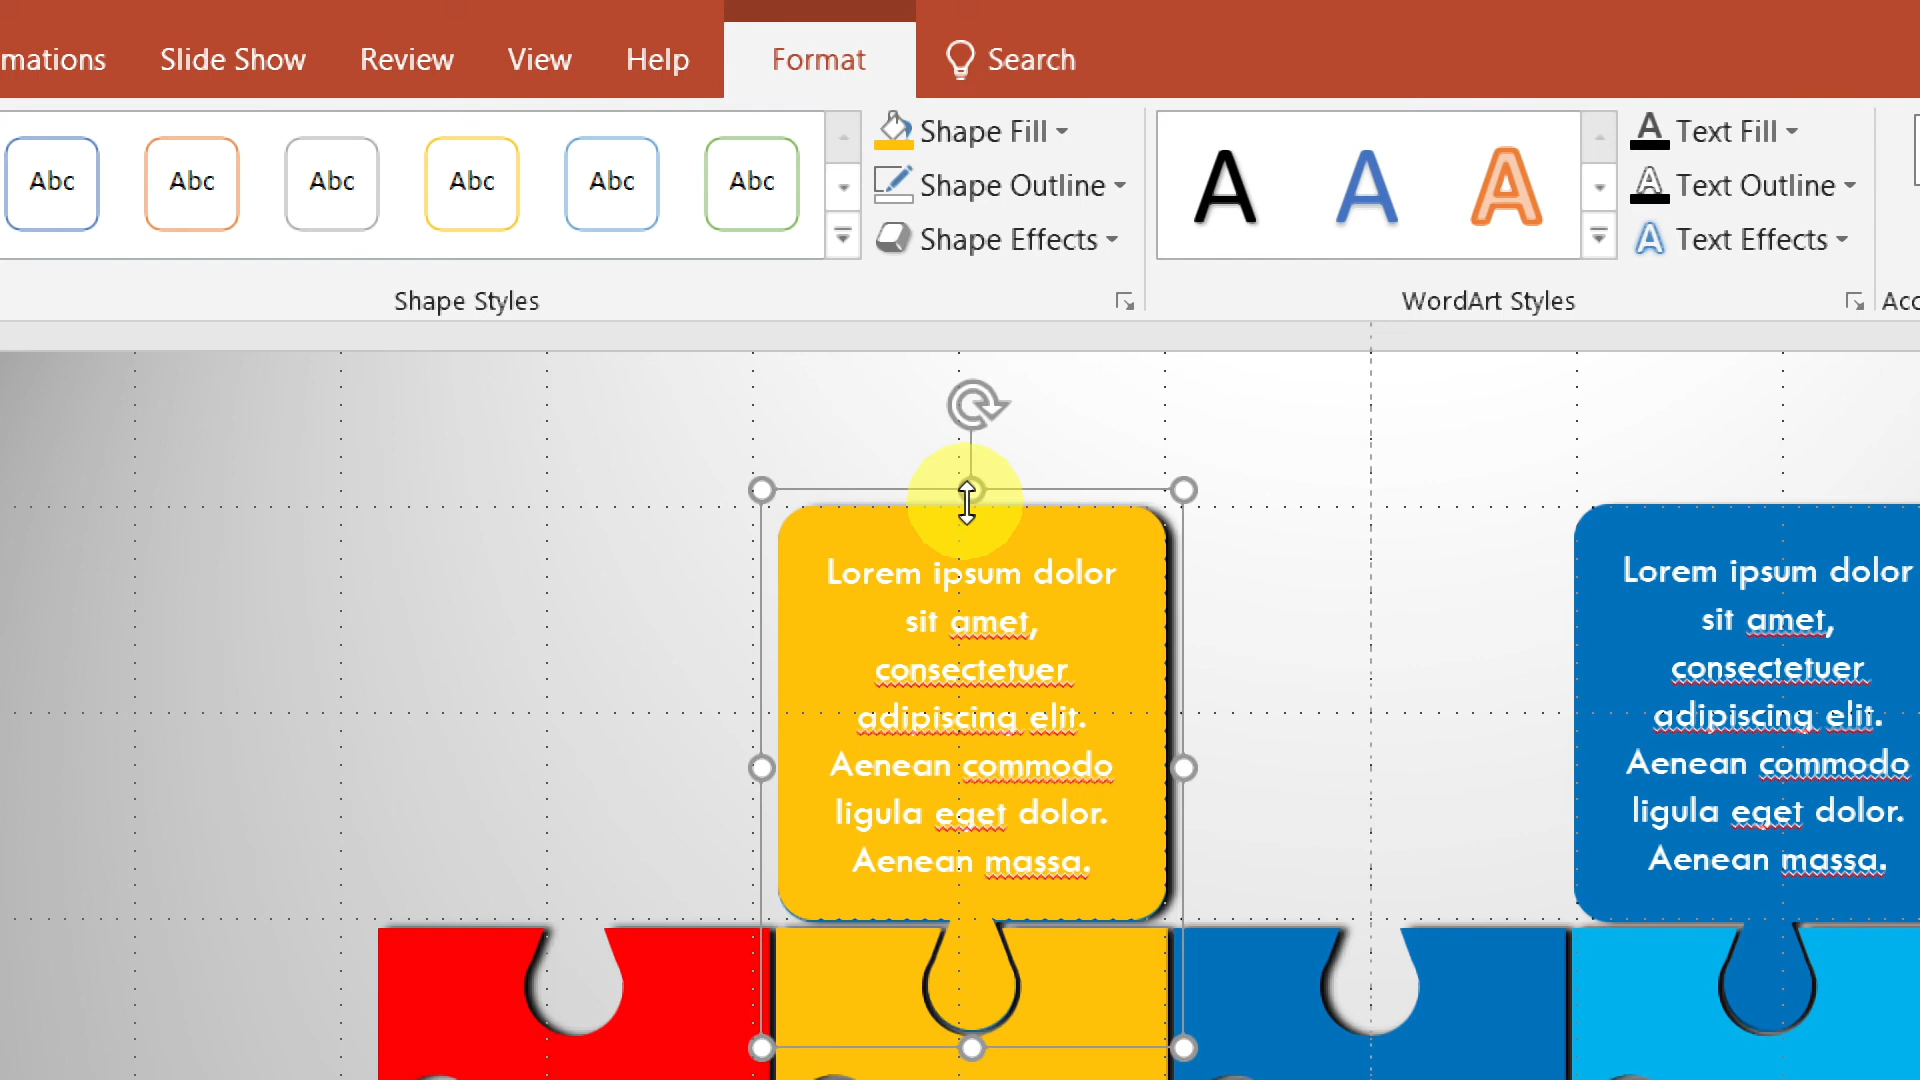 mations Slide Show Review View Help Format Search
Abc Abc Abc Abc Abc Abc
Shape Fill
Shape Outline
Shape Effects
A A A
A Text Fill
A Text Outline
A Text Effects
Shape Styles
WordArt Styles
Acc
Lorem ipsum dolor
sit amet,
consectetuer
adipiscing elit.
Aenean commodo
ligula eget dolor.
Aenean massa.
Lorem ipsum dolor
sit amet,
consectetuer
adipiscing elit.
Aenean commodo
ligula eget dolor.
Aenean massa.